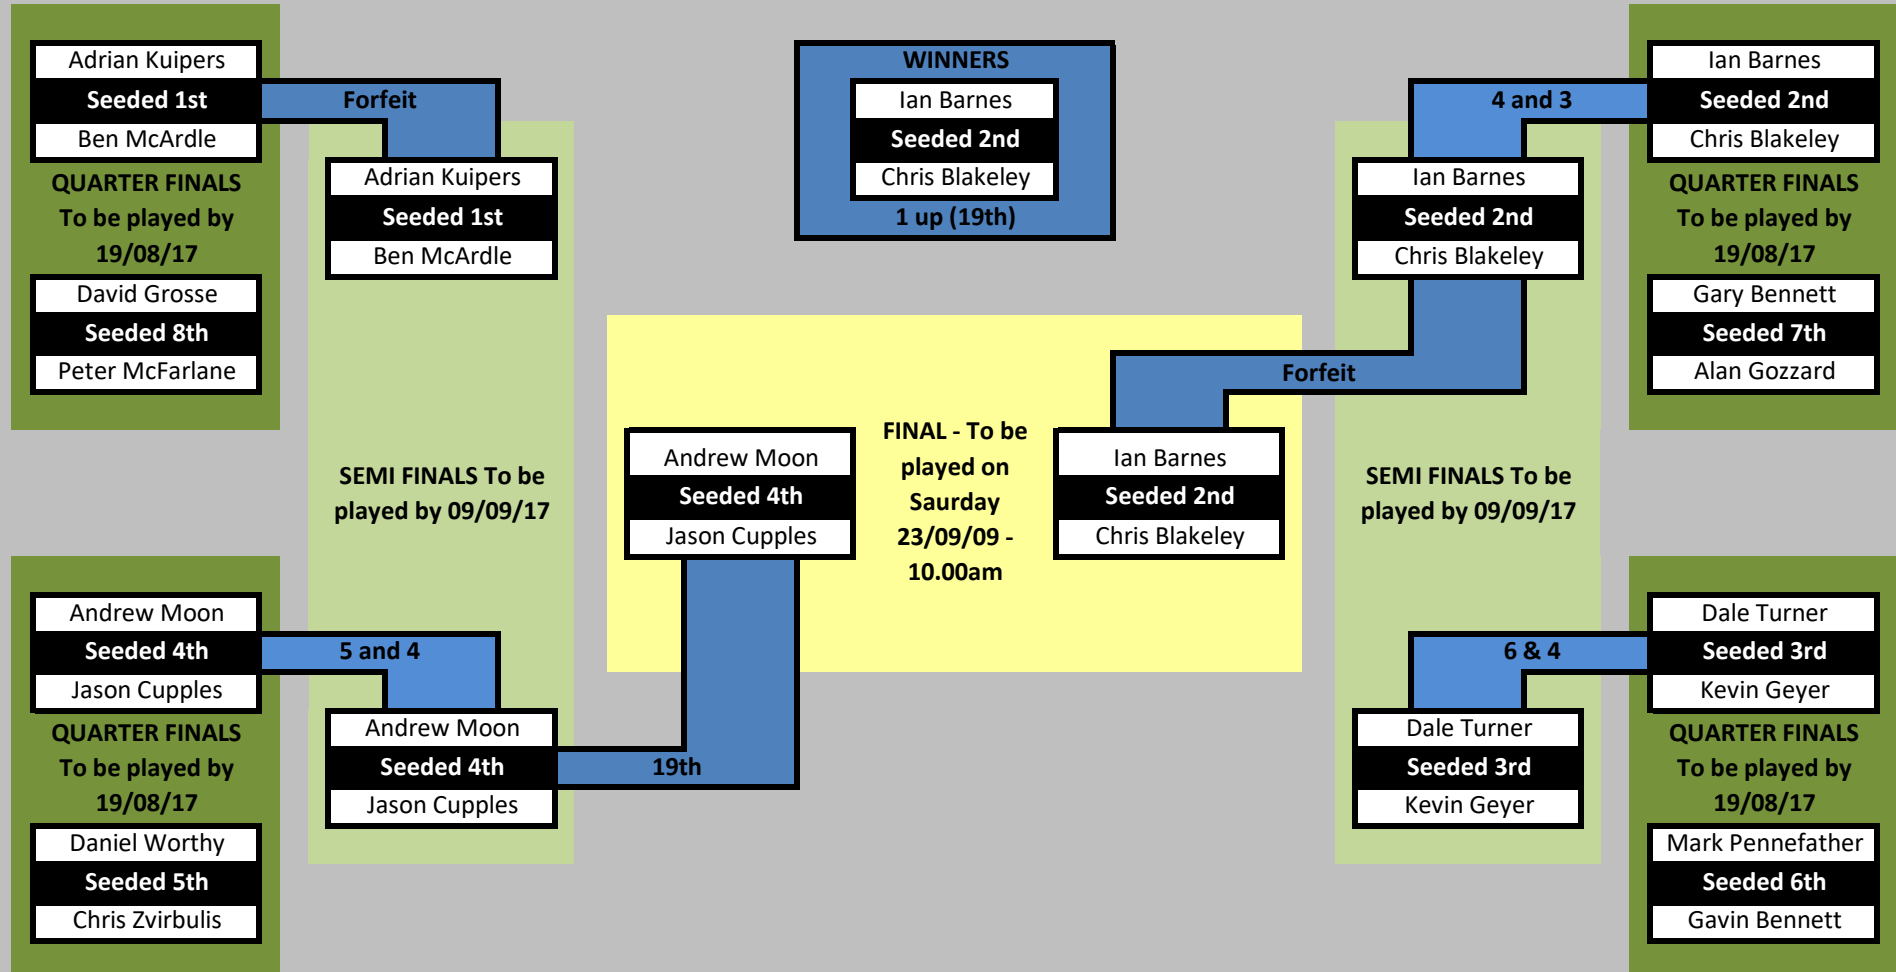 Adrian Kuipers
Seeded 1st
Ben McArdle
QUARTER FINALS
To be played by
19/08/17
David Grosse
Seeded 8th
Peter McFarlane
Forfeit
Adrian Kuipers
Seeded 1st
Ben McArdle
SEMI FINALS To be
played by 09/09/17
Andrew Moon
Seeded 4th
Jason Cupples
QUARTER FINALS
To be played by
19/08/17
Daniel Worthy
Seeded 5th
Chris Zvirbulis
5 and 4
Andrew Moon
Seeded 4th
Jason Cupples
19th
WINNERS
Ian Barnes
Seeded 2nd
Chris Blakeley
1 up (19th)
Andrew Moon
Seeded 4th
Jason Cupples
FINAL - To be
played on
Saurday
23/09/09 -
10.00am
Ian Barnes
Seeded 2nd
Chris Blakeley
Forfeit
4 and 3
Ian Barnes
Seeded 2nd
Chris Blakeley
SEMI FINALS To be
played by 09/09/17
6 & 4
Dale Turner
Seeded 3rd
Kevin Geyer
Ian Barnes
Seeded 2nd
Chris Blakeley
QUARTER FINALS
To be played by
19/08/17
Gary Bennett
Seeded 7th
Alan Gozzard
Dale Turner
Seeded 3rd
Kevin Geyer
QUARTER FINALS
To be played by
19/08/17
Mark Pennefather
Seeded 6th
Gavin Bennett